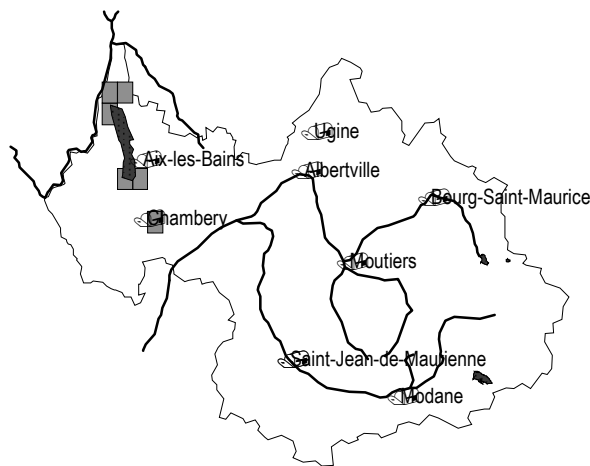 Ugine
Aix-les-Bains
Albertville
Bourg-Saint-Maurice
Chambery
Moutiers
Saint-Jean-de-Maurienne
Modane